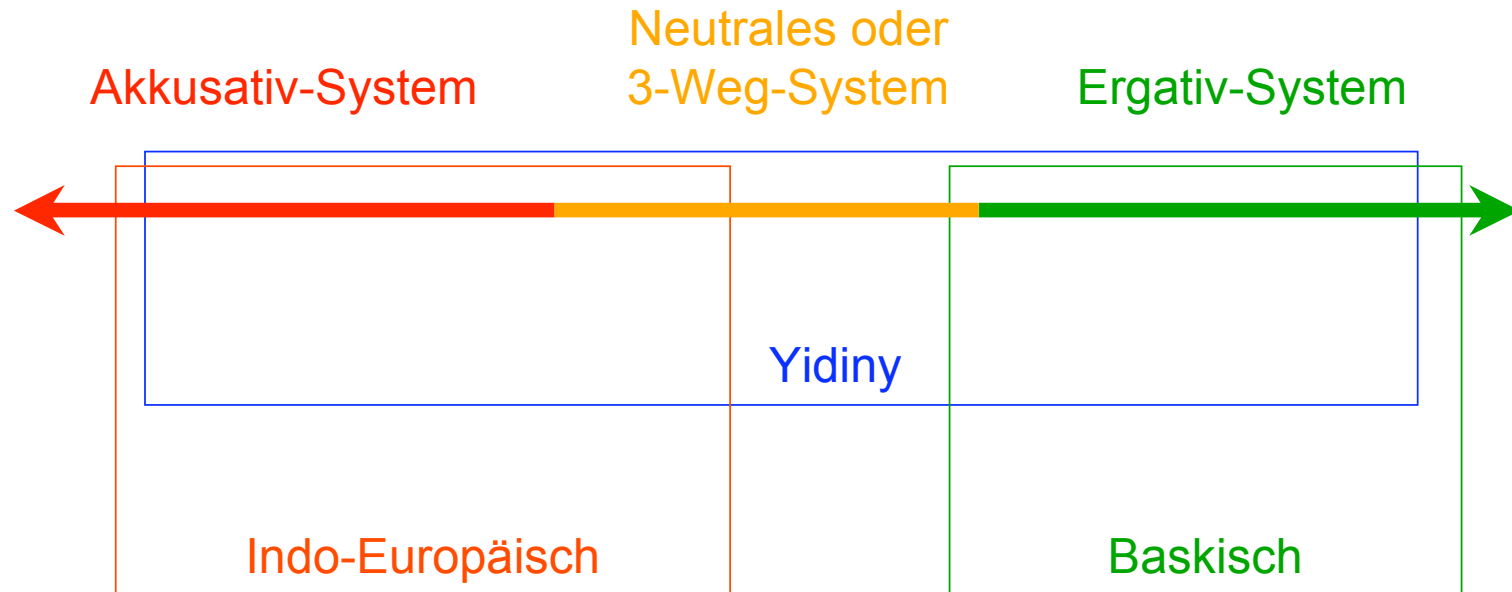 Neutrales oder
Akkusativ-System
3-Weg-System
Ergativ-System
Yidiny
Indo-Europäisch
Baskisch